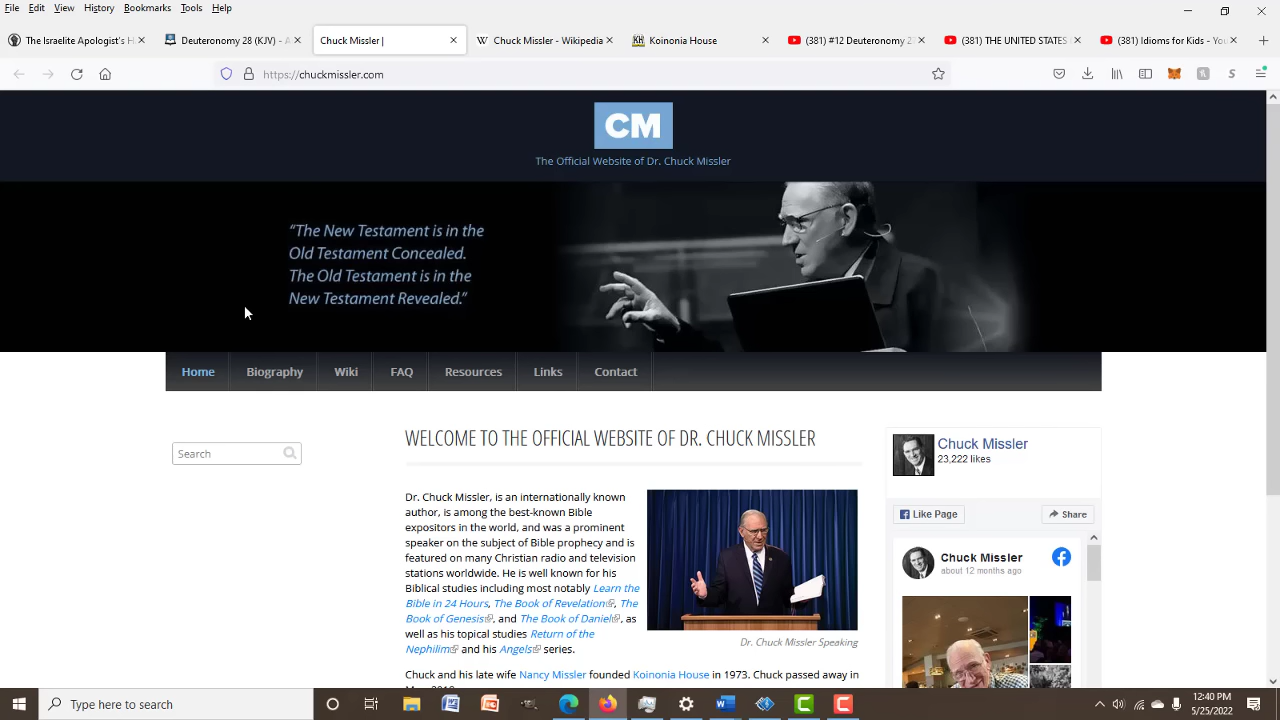 File Edit View History Bookmarks Tools Help
The Israelite Apologist's H
Deuteronomy 28 (KJV) - A
Chuck Missler |
Chuck Missler - Wikipedia
Koinonia House
(381) #12 Deuteronomy 2
(381) THE UNITED STATES
(381) Idioms for Kids - You
https://chuckmissler.com
CM
The Official Website of Dr. Chuck Missler
“The New Testament is in the
Old Testament Concealed.
The Old Testament is in the
New Testament Revealed.”
Home Biography Wiki FAQ Resources Links Contact
Search
WELCOME TO THE OFFICIAL WEBSITE OF DR. CHUCK MISSLER
Dr. Chuck Missler, is an internationally known
author, is among the best-known Bible
expositors in the world, and was a prominent
speaker on the subject of Bible prophecy and is
featured on many Christian radio and television
stations worldwide. He is well known for his
Biblical studies including most notably Learn the
Bible in 24 Hours, The Book of Revelation, The
Book of Genesis, and The Book of Daniel, as
well as his topical studies Return of the
Nephilim and his Angels series.
Dr. Chuck Missler Speaking
Chuck and his late wife Nancy Missler founded Koinonia House in 1973. Chuck passed away in
Chuck Missler
23,222 likes
Like Page
Share
Chuck Missler
about 12 months ago
Type here to search
12:40 PM
5/25/2022